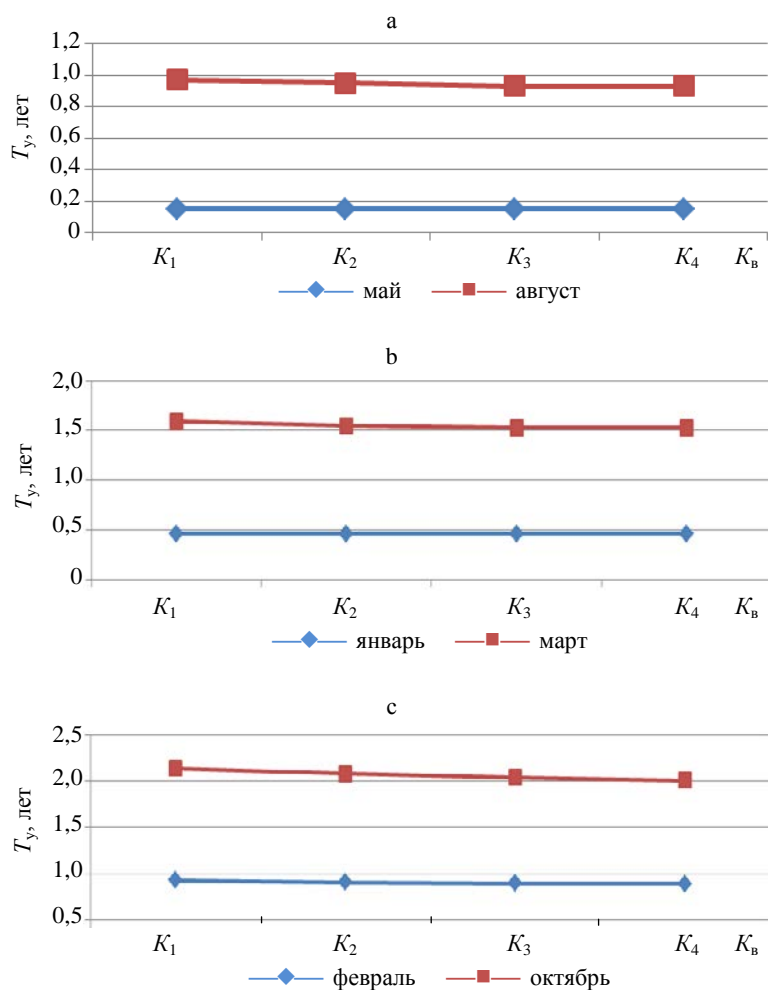 a
1,2
1,0
0,8
0,6
0,4
0,2
0
Tу, лет
K1 K2 K3 K4 Kв
май август
b
2,0
1,5
1,0
0,5
0
Tу, лет
K1 K2 K3 K4 Kв
январь март
c
2,5
2,0
1,5
1,0
0,5
Tу, лет
K1 K2 K3 K4 Kв
февраль октябрь